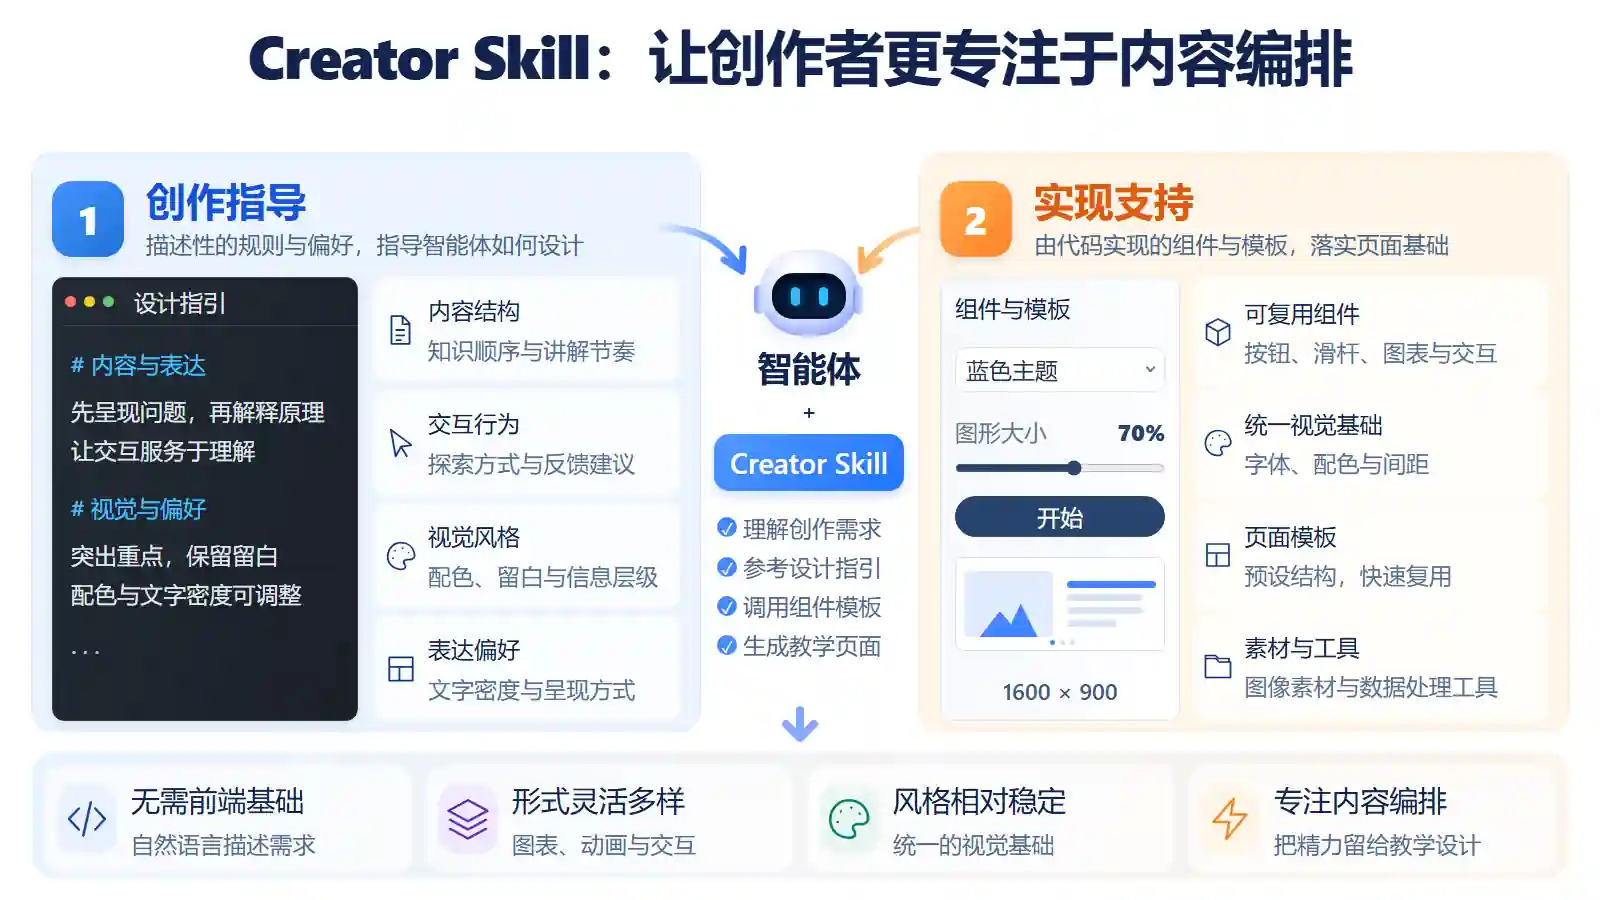 Creator Skill：让创作者更专注于内容编排
1
创作指导
描述性的规则与偏好，指导智能体如何设计
设计指引
# 内容与表达
先呈现问题，再解释原理
让交互服务于理解
# 视觉与偏好
突出重点，保留留白
配色与文字密度可调整
...
内容结构
知识顺序与讲解节奏
交互行为
探索方式与反馈建议
视觉风格
配色、留白与信息层级
表达偏好
文字密度与呈现方式
智能体
+
Creator Skill
理解创作需求
参考设计指引
调用组件模板
生成教学页面
2
实现支持
由代码实现的组件与模板，落实页面基础
组件与模板
蓝色主题
图形大小 70%
开始
1600 × 900
可复用组件
按钮、滑杆、图表与交互
统一视觉基础
字体、配色与间距
页面模板
预设结构，快速复用
素材与工具
图像素材与数据处理工具
无需前端基础
自然语言描述需求
形式灵活多样
图表、动画与交互
风格相对稳定
统一的视觉基础
专注内容编排
把精力留给教学设计